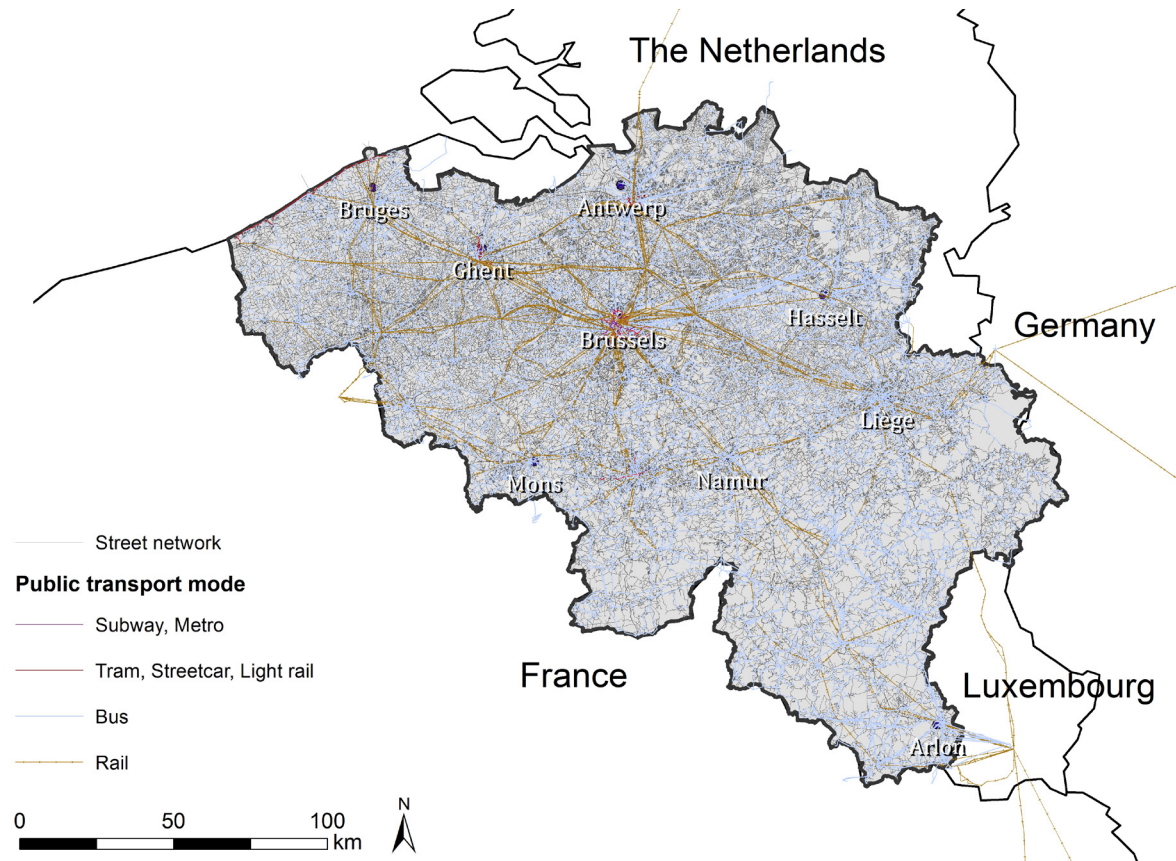 The Netherlands
Bruges
Antwerp
Ghent
Hasselt
Germany
Brussels
Liège
Mons
Namur
Street network
Public transport mode
Subway, Metro
Tram, Streetcar, Light rail
France
Luxembourg
Bus
Arlon
Rail
N
0 50 100
km